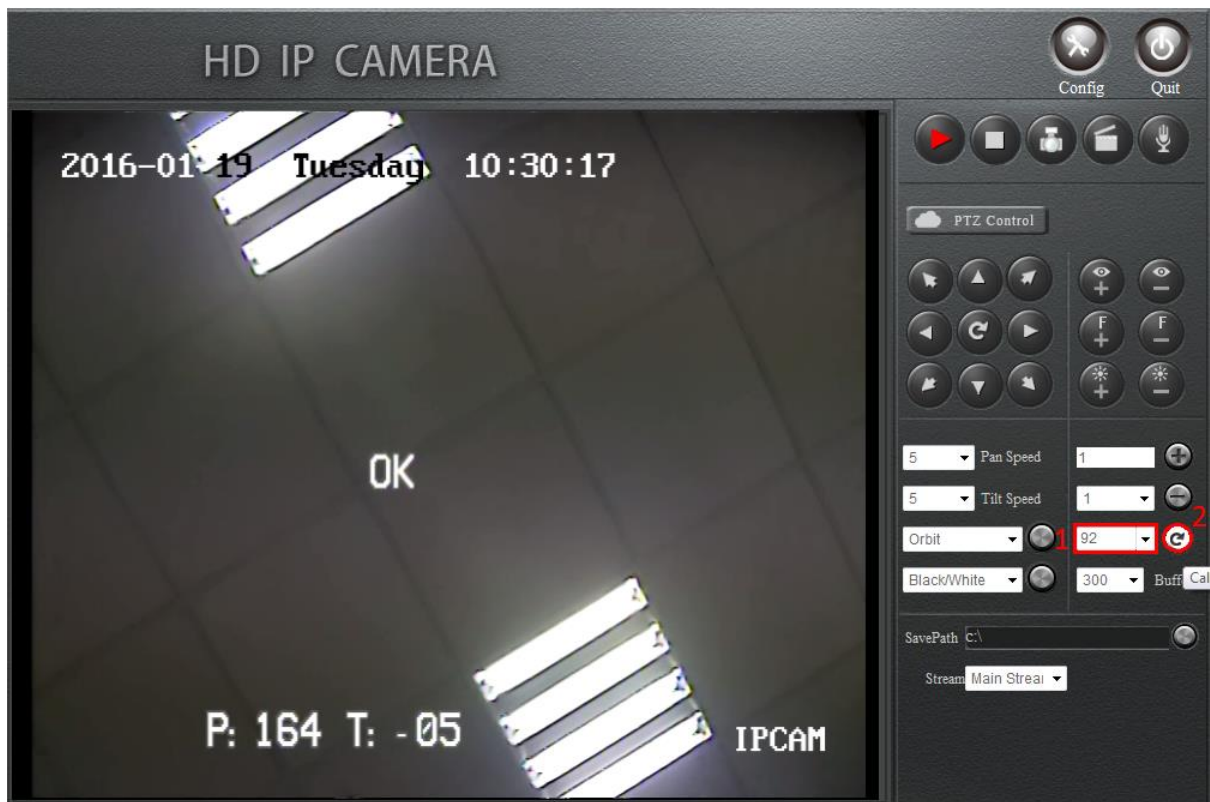 HD IP CAMERA
Config Quit
2016-01-19 Tuesday 10:30:17
PTZ Control
F F
OK
5 Pan Speed 1
5 Tilt Speed 1
Orbit 1 92 2
Black/White 300 Buff Cal
SavePath c:\
Stream Main Strea
P: 164 T: -05
IPCAM